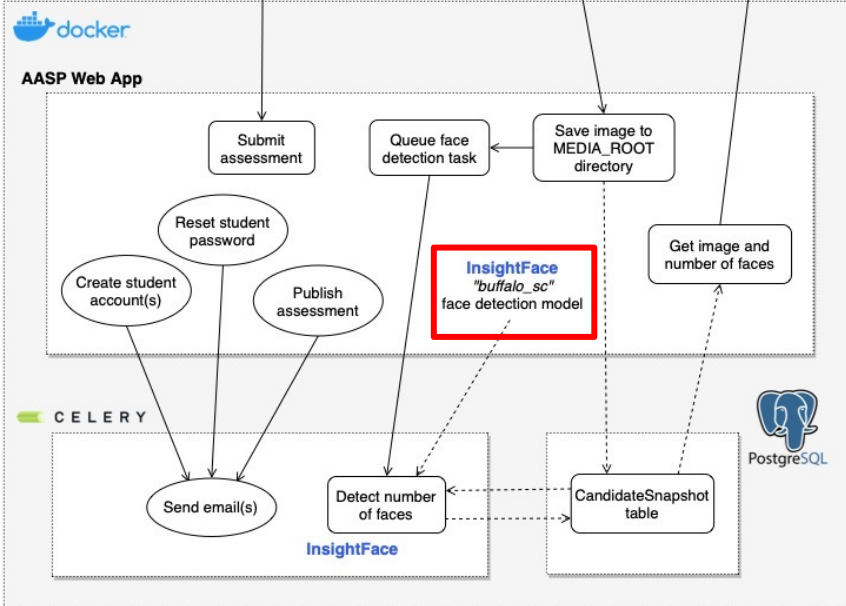 docker
AASP Web App
Submit
assessment
Queue face
detection task
Save image to
MEDIA_ROOT
directory
Reset student
password
Get image and
number of faces
Create student
account(s)
Publish
assessment
InsightFace
"buffalo_sc"
face detection model
CELERY
PostgreSQL
Send email(s)
Detect number
of faces
CandidateSnapshot
table
InsightFace